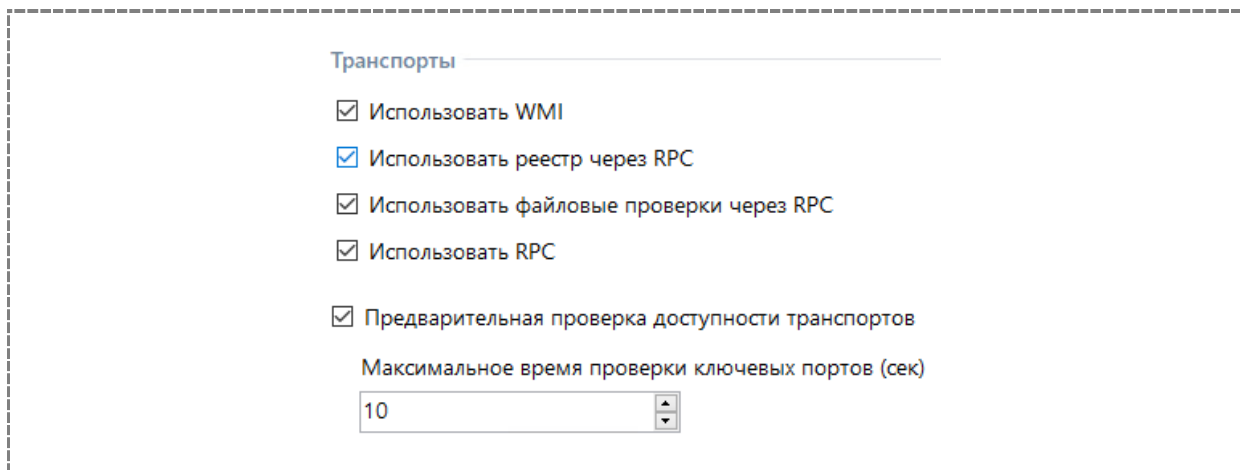 Транспорты
Использовать WMI
Использовать реестр через RPC
Использовать файловые проверки через RPC
Использовать RPC
Предварительная проверка доступности транспортов
Максимальное время проверки ключевых портов (сек)
10